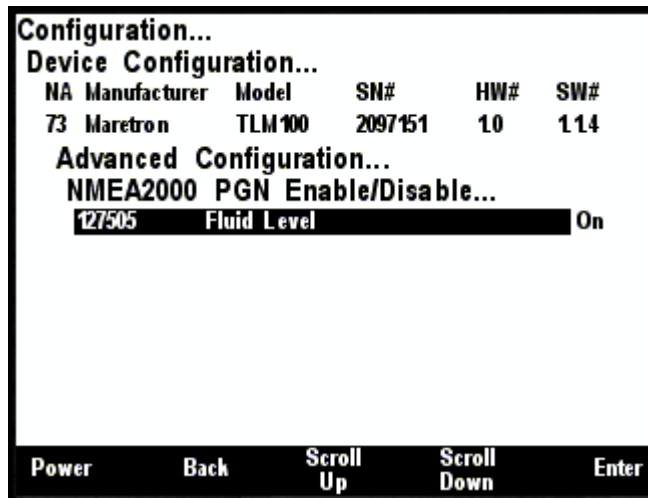 Configuration...
Device Configuration...
NA Manufacturer Model SN# HW# SW#
73 Maretron TLM100 2097151 1.0 1.1.4
Advanced Configuration...
NMEA2000 PGN Enable/Disable...
127505 Fluid Level On
Power Back Scroll Up Scroll Down Enter